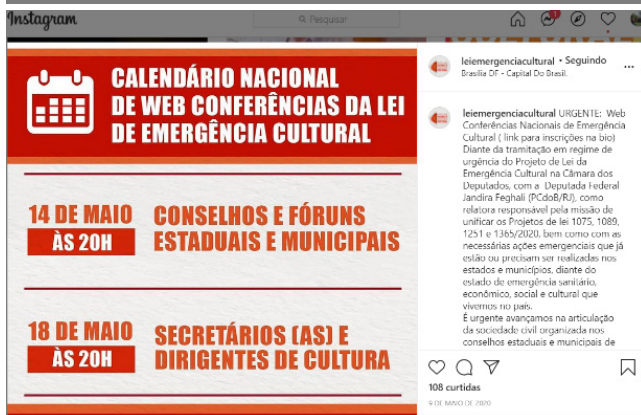 Instagram
Pesquisar
CALENDÁRIO NACIONAL
DE WEB CONFERÊNCIAS DA LEI
DE EMERGÊNCIA CULTURAL
14 DE MAIO
ÀS 20H
CONSELHOS E FÓRUNS
ESTADUAIS E MUNICIPAIS
18 DE MAIO
ÀS 20H
SECRETÁRIOS (AS) E
DIRIGENTES DE CULTURA
leiemergenciacultural • Seguindo
Brasília DF - Capital Do Brasil.
leiemergenciacultural URGENTE: Web
Conferências Nacionais de Emergência
Cultural ( link para inscrições na bio)
Diante da tramitação em regime de
urgência do Projeto de Lei da
Emergência Cultural na Câmara dos
Deputados, com a Deputada Federal
Jandira Feghali (PCdoB/RJ), como
relatora responsável pela missão de
unificar os Projetos de lei 1075, 1089,
1251 e 1365/2020, bem como com as
necessárias ações emergenciais que já
estão ou precisam ser realizadas nos
estados e municípios, diante do
estado de emergência sanitário,
econômico, social e cultural que
vivemos no país.
É urgente avançamos na articulação
da sociedade civil organizada nos
conselhos estaduais e municipais de
108 curtidas
9 DE MAIO DE 2020